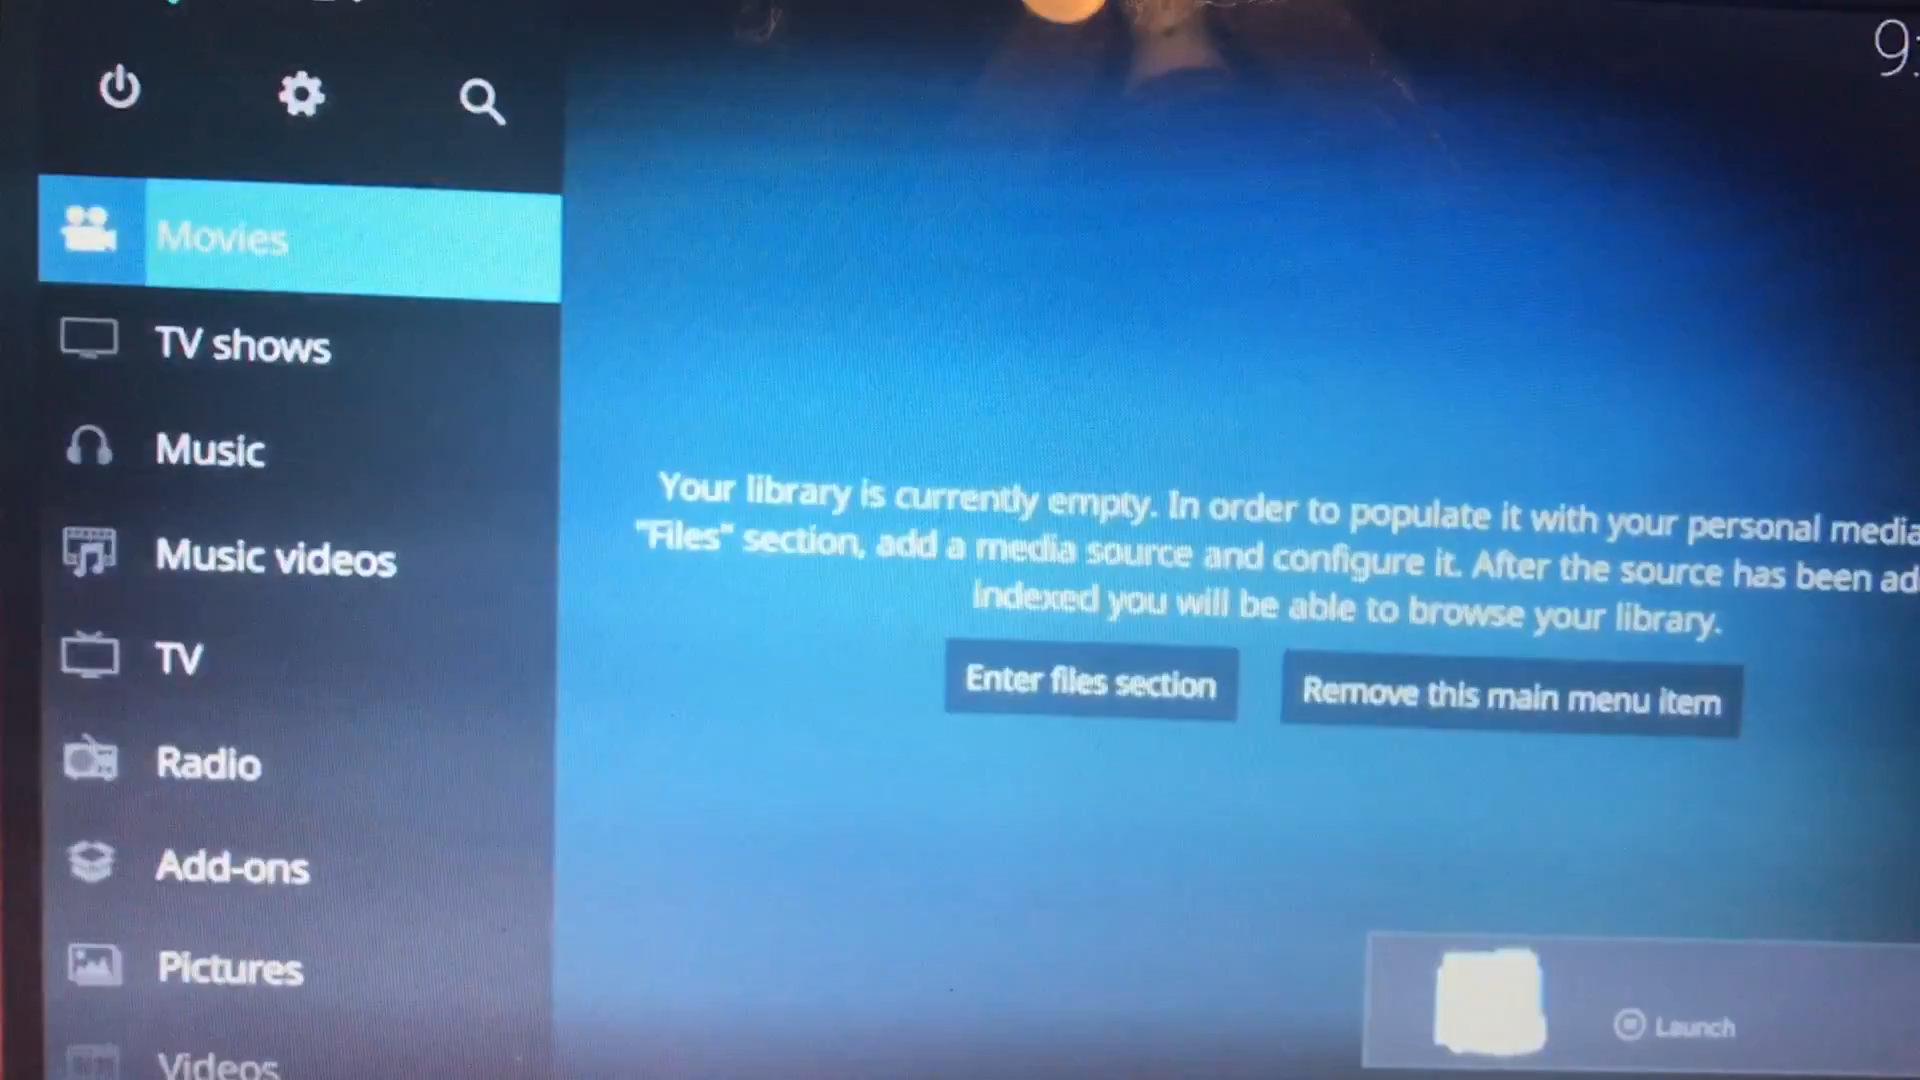 9:
Movies
TV shows
Music
Music videos
TV
Radio
Add-ons
Pictures
Videos
Your library is currently empty. In order to populate it with your personal media
"Files" section, add a media source and configure it. After the source has been ad
indexed you will be able to browse your library.
Enter files section
Remove this main menu item
Launch